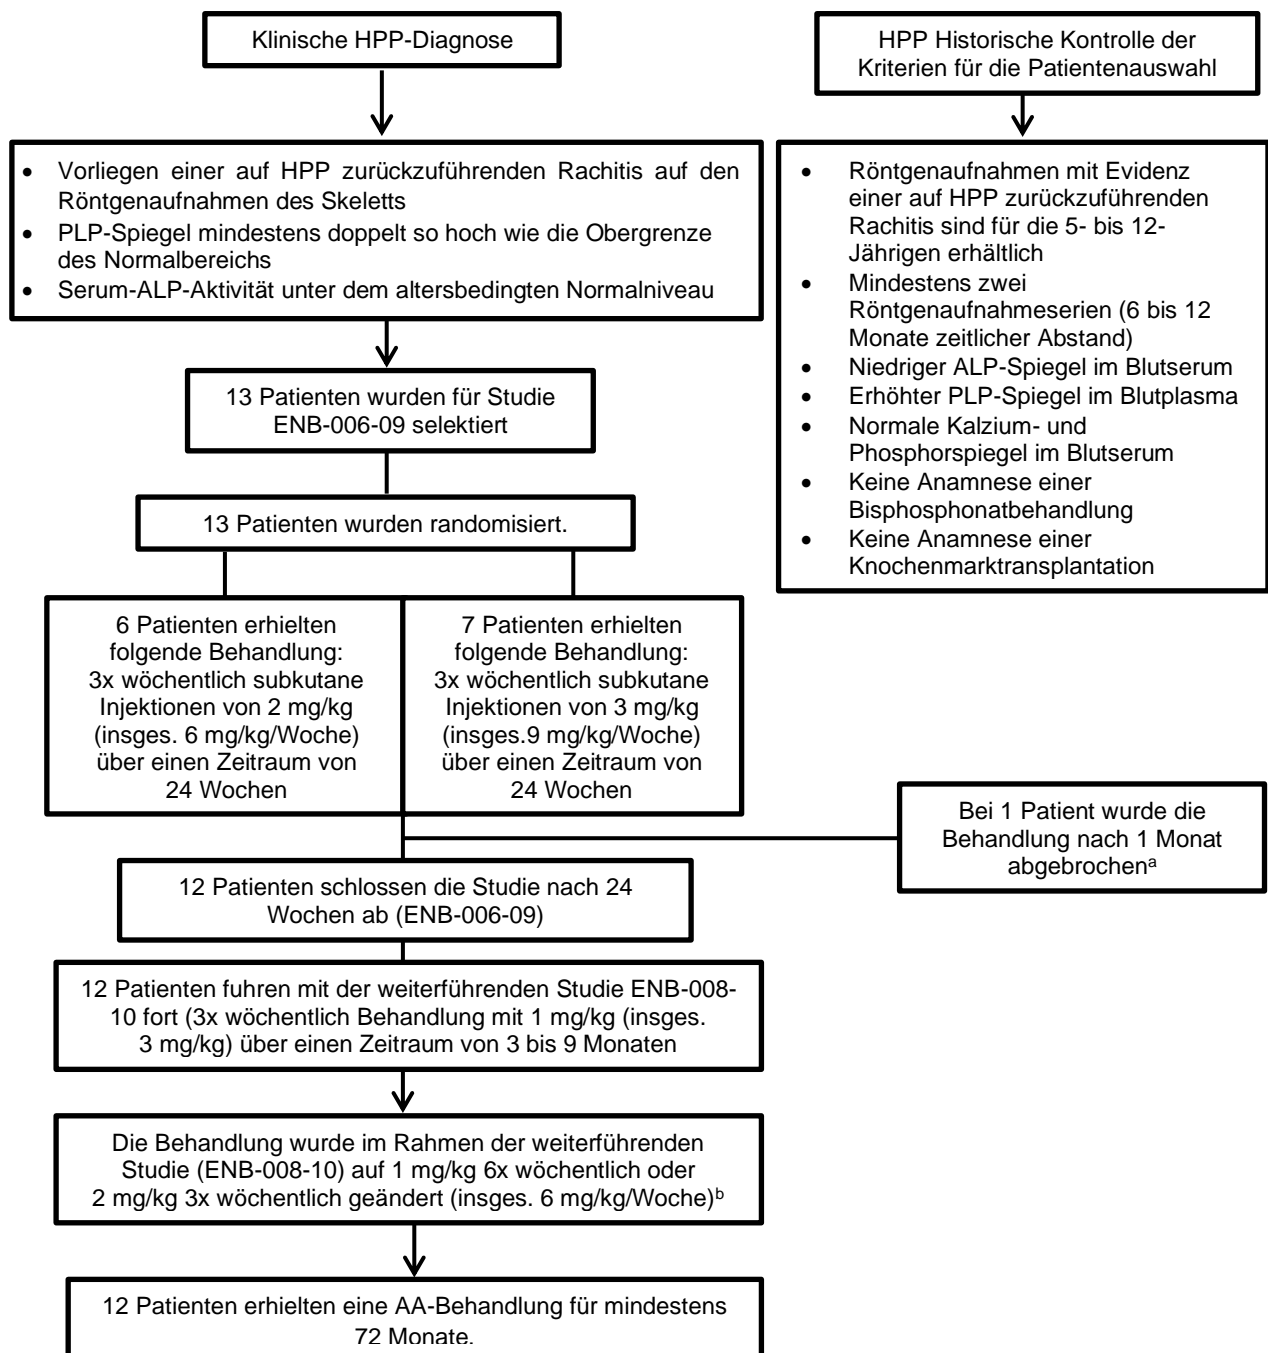 Klinische HPP-Diagnose
HPP Historische Kontrolle der
Kriterien für die Patientenauswahl
• Vorliegen einer auf HPP zurückzuführenden Rachitis auf den
Röntgenaufnahmen des Skeletts
• PLP-Spiegel mindestens doppelt so hoch wie die Obergrenze
des Normalbereichs
• Serum-ALP-Aktivität unter dem altersbedingten Normalniveau
• Röntgenaufnahmen mit Evidenz
einer auf HPP zurückzuführenden
Rachitis sind für die 5- bis 12-
Jährigen erhältlich
• Mindestens zwei
Röntgenaufnahmeserien (6 bis 12
Monate zeitlicher Abstand)
• Niedriger ALP-Spiegel im Blutserum
• Erhöhter PLP-Spiegel im Blutplasma
• Normale Kalzium- und
Phosphorspiegel im Blutserum
• Keine Anamnese einer
Bisphosphonatbehandlung
• Keine Anamnese einer
Knochenmarktransplantation
13 Patienten wurden für Studie
ENB-006-09 selektiert
13 Patienten wurden randomisiert.
6 Patienten erhielten
folgende Behandlung:
3x wöchentlich subkutane
Injektionen von 2 mg/kg
(insges. 6 mg/kg/Woche)
über einen Zeitraum von
24 Wochen
7 Patienten erhielten
folgende Behandlung:
3x wöchentlich subkutane
Injektionen von 3 mg/kg
(insges.9 mg/kg/Woche)
über einen Zeitraum von
24 Wochen
Bei 1 Patient wurde die
Behandlung nach 1 Monat
abgebrochenᵃ
12 Patienten schlossen die Studie nach 24
Wochen ab (ENB-006-09)
12 Patienten fuhren mit der weiterführenden Studie ENB-008-
10 fort (3x wöchentlich Behandlung mit 1 mg/kg (insges.
3 mg/kg) über einen Zeitraum von 3 bis 9 Monaten
Die Behandlung wurde im Rahmen der weiterführenden
Studie (ENB-008-10) auf 1 mg/kg 6x wöchentlich oder
2 mg/kg 3x wöchentlich geändert (insges. 6 mg/kg/Woche)ᵇ
12 Patienten erhielten eine AA-Behandlung für mindestens
72 Monate.